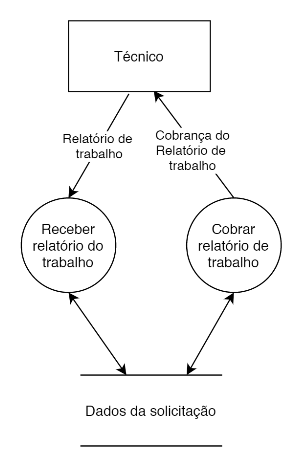 Técnico
Relatório de
trabalho
Cobrança do
Relatório de
trabalho
Receber
relatório do
trabalho
Cobrar
relatório de
trabalho
Dados da solicitação